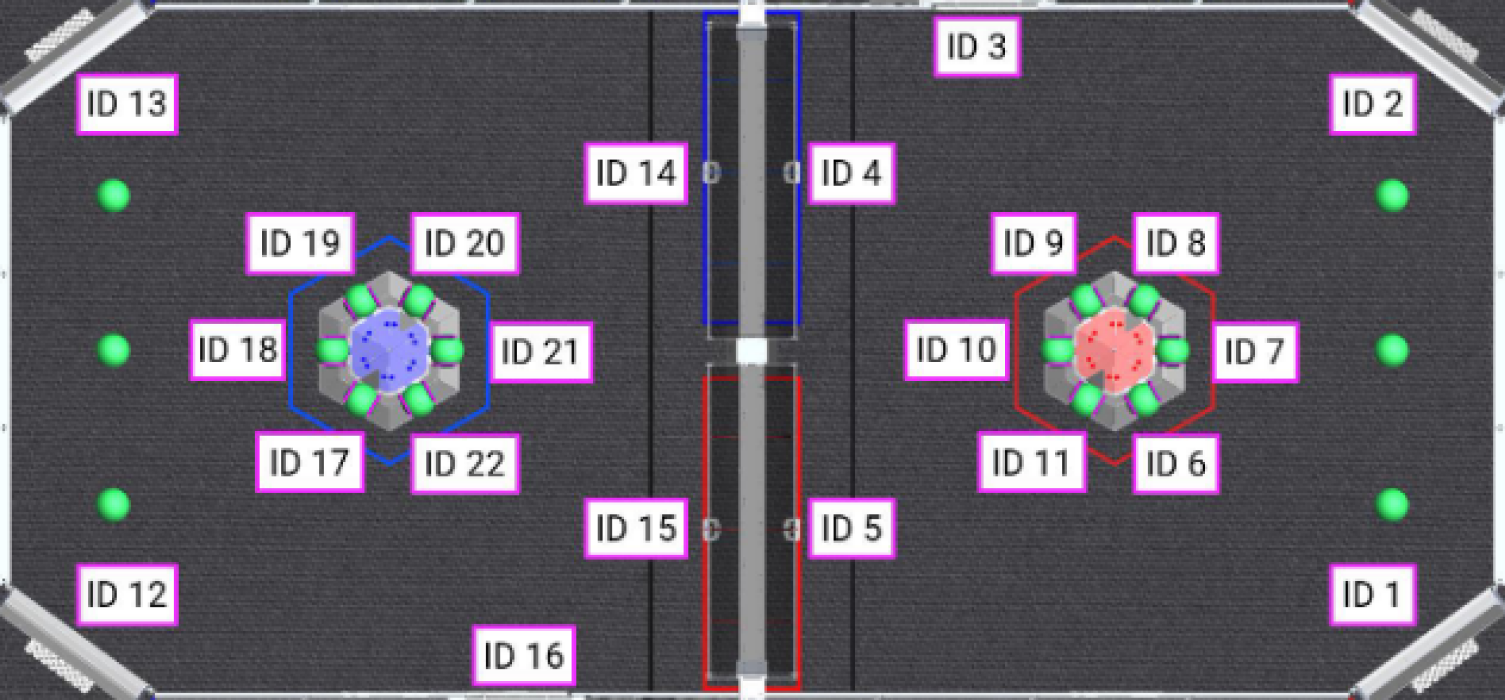 ID 3
ID 13
ID 2
ID 14
ID 4
ID 19
ID 20
ID 9
ID 8
ID 18
ID 21
ID 10
ID 7
ID 17
ID 22
ID 11
ID 6
ID 15
ID 5
ID 12
ID 1
ID 16